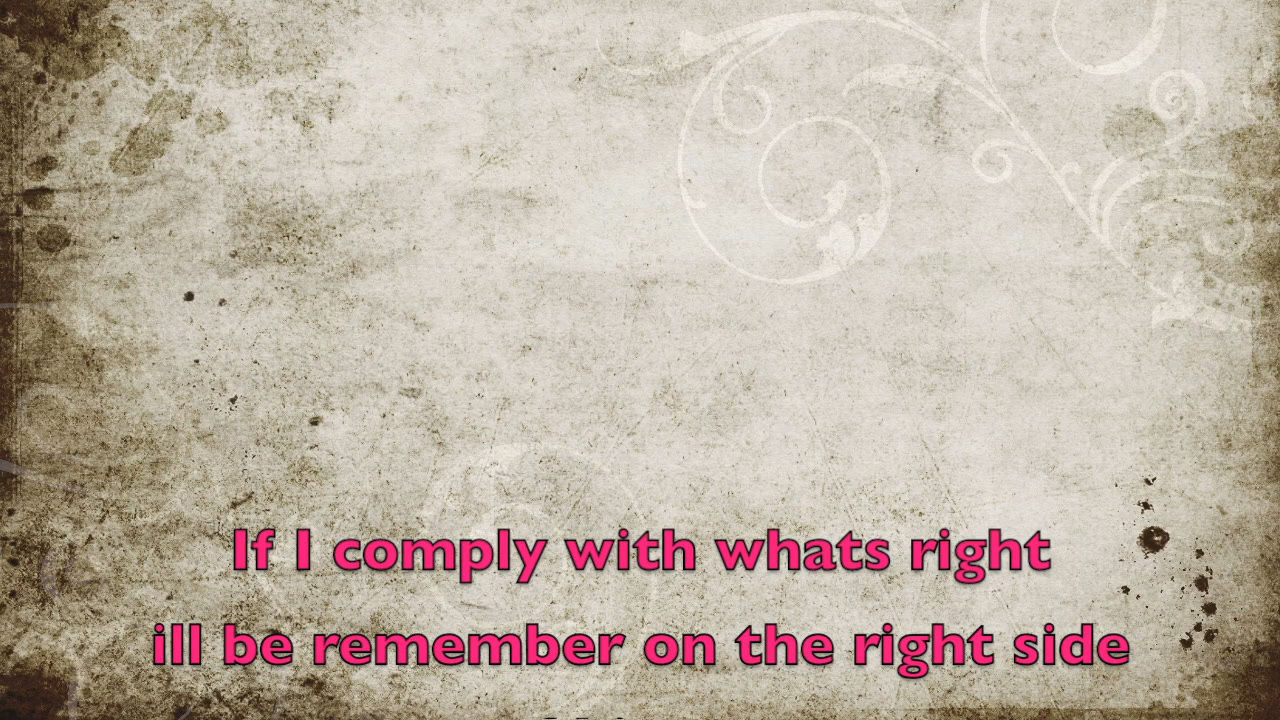 If I comply with whats right
ill be remember on the right side